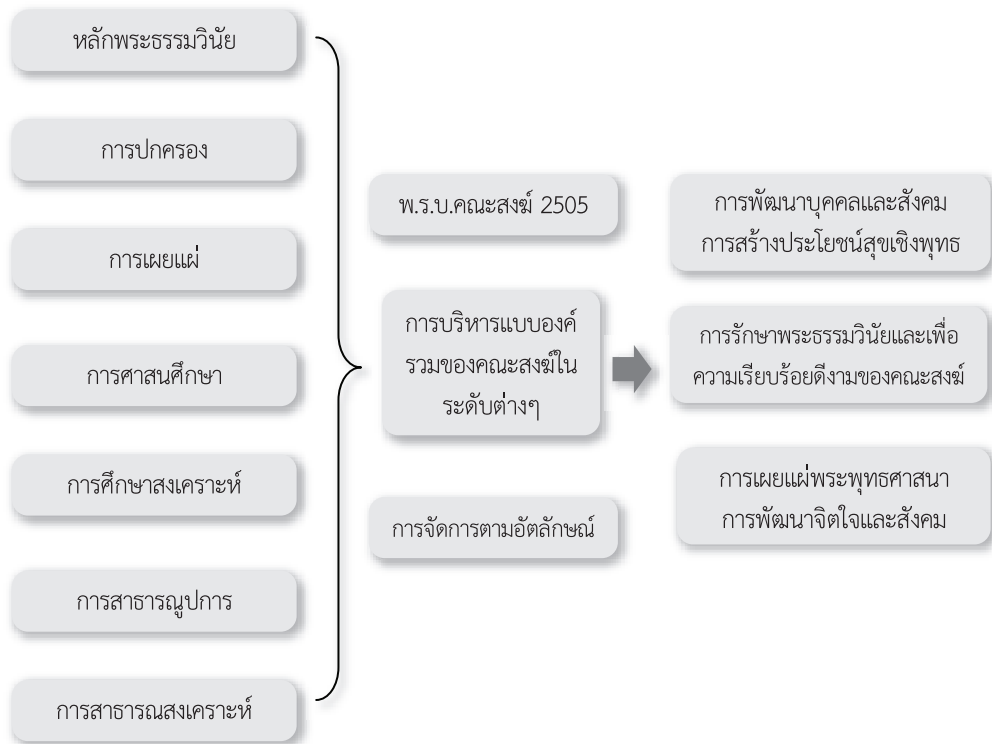 หลักพระธรรมวินัย
การปกครอง
การเผยแผ่
การศาสนศึกษา
การศึกษาสงเคราะห์
การสาธารณูปการ
การสาธารณสงเคราะห์
พ.ร.บ.คณะสงฆ์ 2505
การบริหารแบบองค์
รวมของคณะสงฆ์ใน
ระดับต่างๆ
การจัดการตามอัตลักษณ์
การพัฒนาบุคคลและสังคม
การสร้างประโยชน์สุขเชิงพุทธ
การรักษาพระธรรมวินัยและเพื่อ
ความเรียบร้อยดีงามของคณะสงฆ์
การเผยแผ่พระพุทธศาสนา
การพัฒนาจิตใจและสังคม